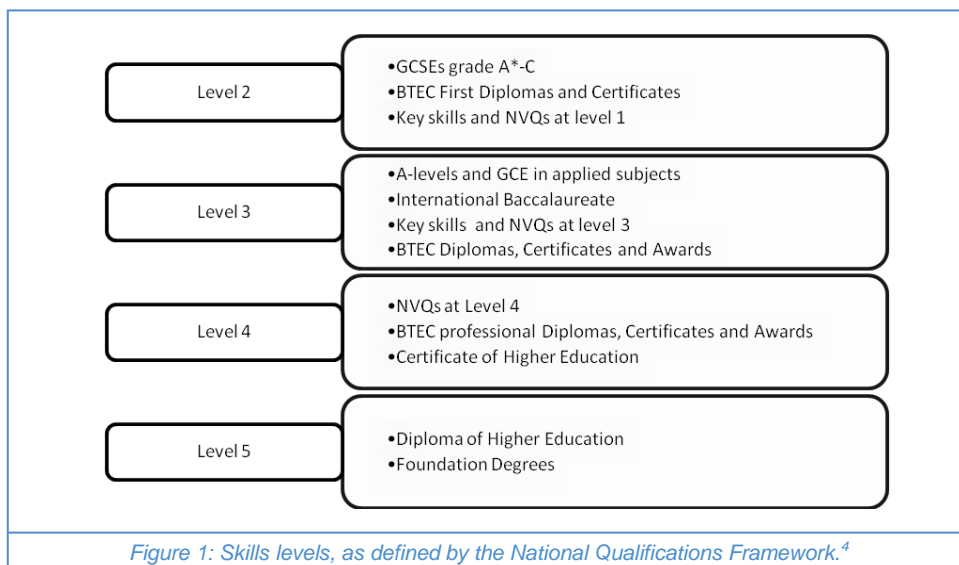 Level 2
•GCSEs grade A*-C
•BTEC First Diplomas and Certificates
•Key skills and NVQs at level 1
Level 3
•A-levels and GCE in applied subjects
•International Baccalaureate
•Key skills and NVQs at level 3
•BTEC Diplomas, Certificates and Awards
Level 4
•NVQs at Level 4
•BTEC professional Diplomas, Certificates and Awards
•Certificate of Higher Education
Level 5
•Diploma of Higher Education
•Foundation Degrees
Figure 1: Skills levels, as defined by the National Qualifications Framework.4